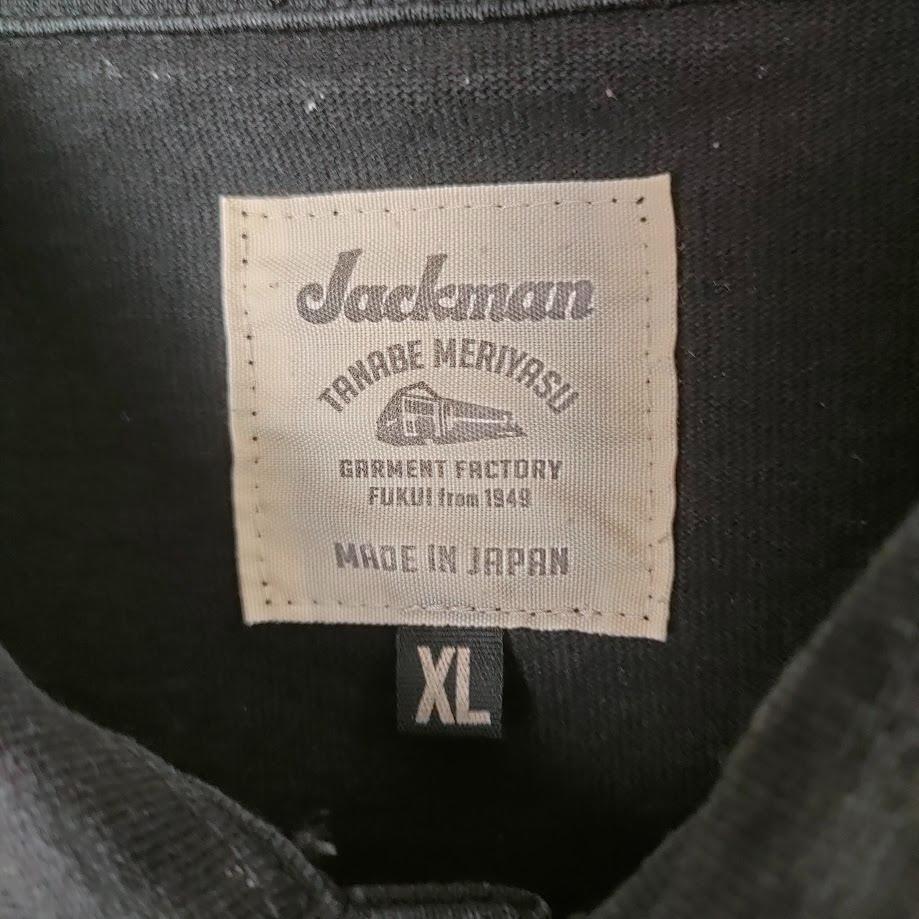 Jackman
TANABE MERIYASU
GARMENT FACTORY
FUKUI from 1949
MADE IN JAPAN
XL